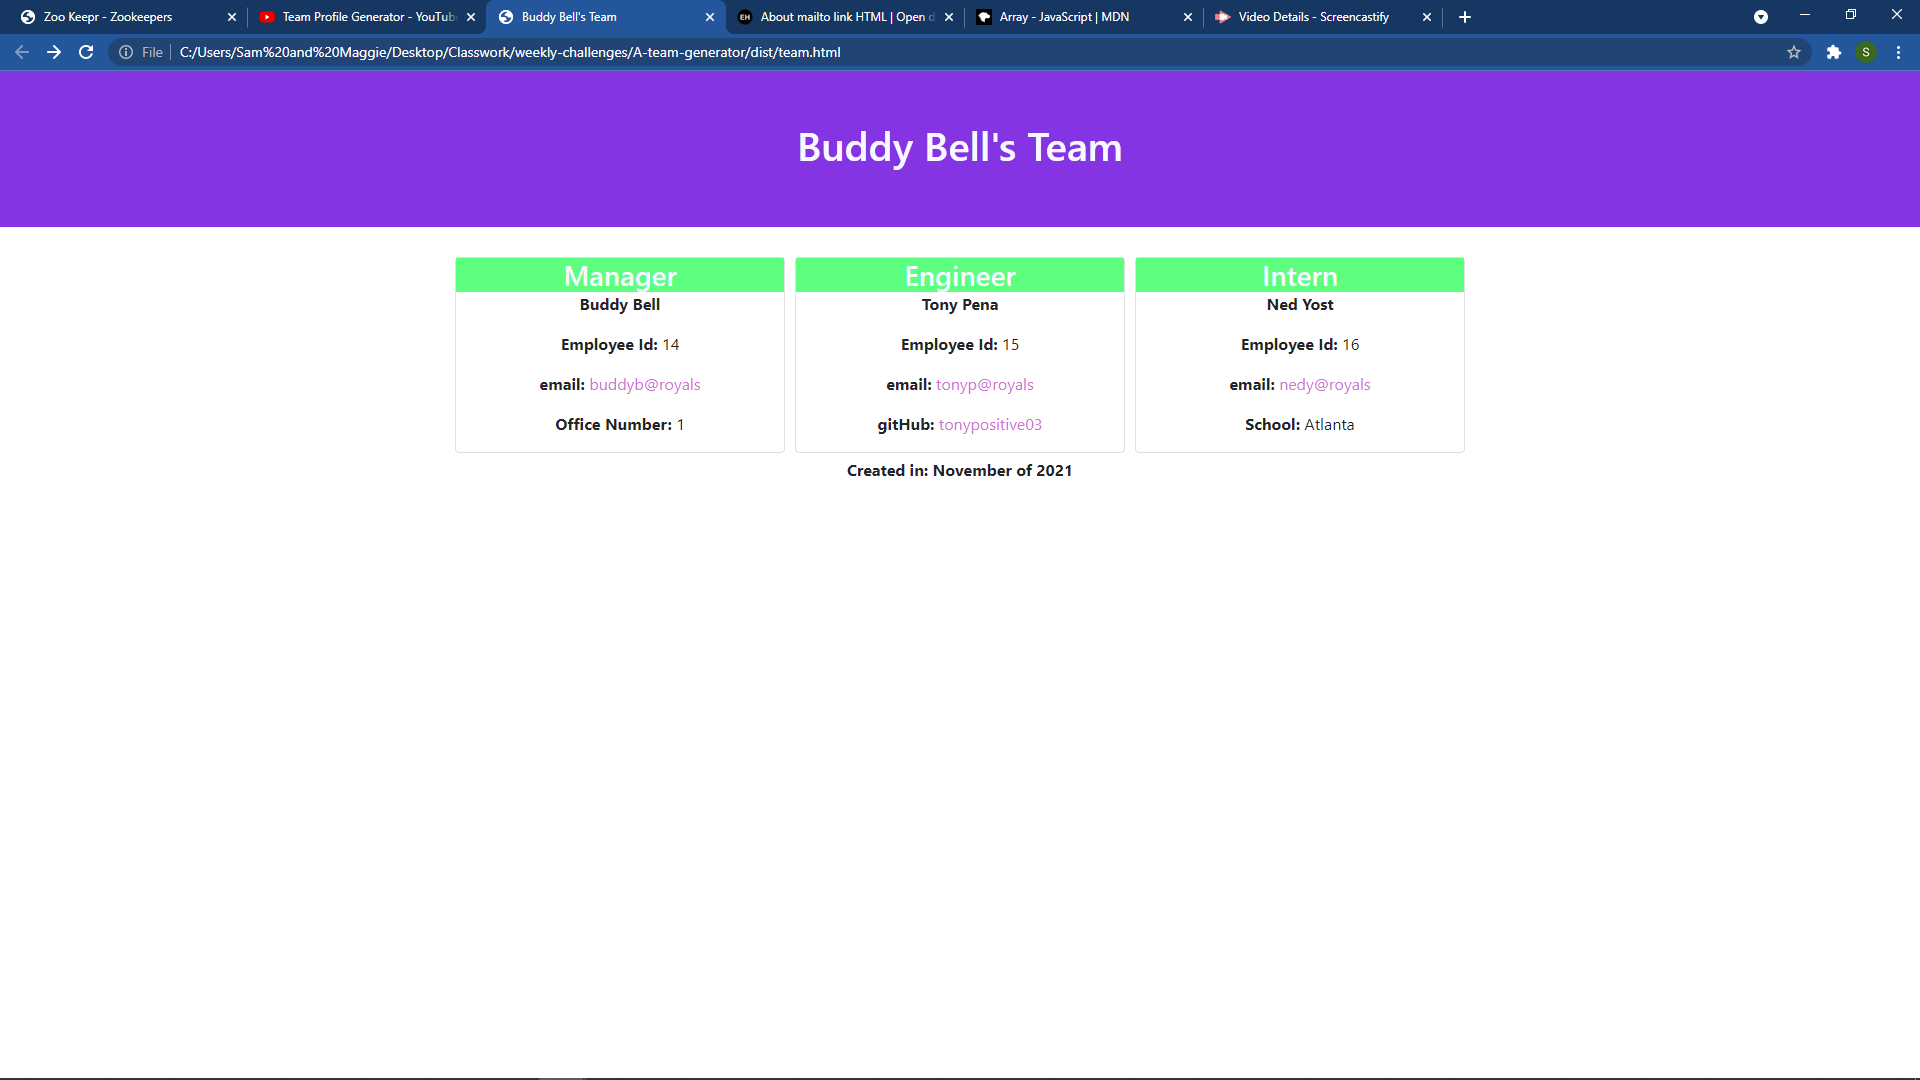 Zoo Keepr - Zookeepers
Team Profile Generator - YouTub
Buddy Bell's Team
EH About mailto link HTML | Open d
Array - JavaScript | MDN
Video Details - Screencastify
File C:/Users/Sam%20and%20Maggie/Desktop/Classwork/weekly-challenges/A-team-generator/dist/team.html
S
Buddy Bell's Team
Manager
Buddy Bell
Employee Id: 14
email: buddyb@royals
Office Number: 1
Engineer
Tony Pena
Employee Id: 15
email: tonyp@royals
gitHub: tonypositive03
Intern
Ned Yost
Employee Id: 16
email: nedy@royals
School: Atlanta
Created in: November of 2021